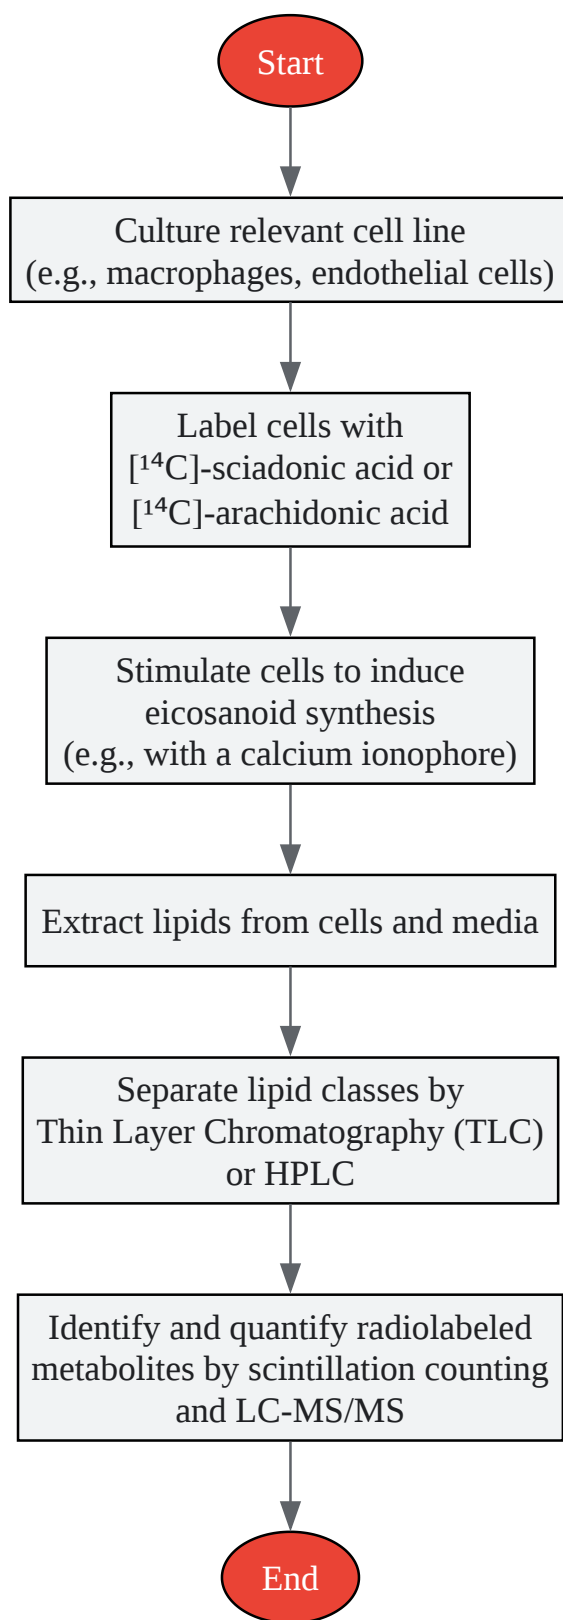 Start
Culture relevant cell line
(e.g., macrophages, endothelial cells)
Label cells with
[¹⁴C]-sciadonic acid or
[¹⁴C]-arachidonic acid
Stimulate cells to induce
eicosanoid synthesis
(e.g., with a calcium ionophore)
Extract lipids from cells and media
Separate lipid classes by
Thin Layer Chromatography (TLC)
or HPLC
Identify and quantify radiolabeled
metabolites by scintillation counting
and LC-MS/MS
End